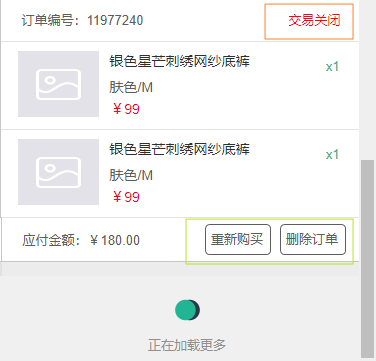 订单编号：11977240 交易关闭
银色星芒刺绣网纱底裤 x1
肤色/M
￥99
银色星芒刺绣网纱底裤 x1
肤色/M
￥99
应付金额：￥180.00 重新购买 删除订单
正在加载更多